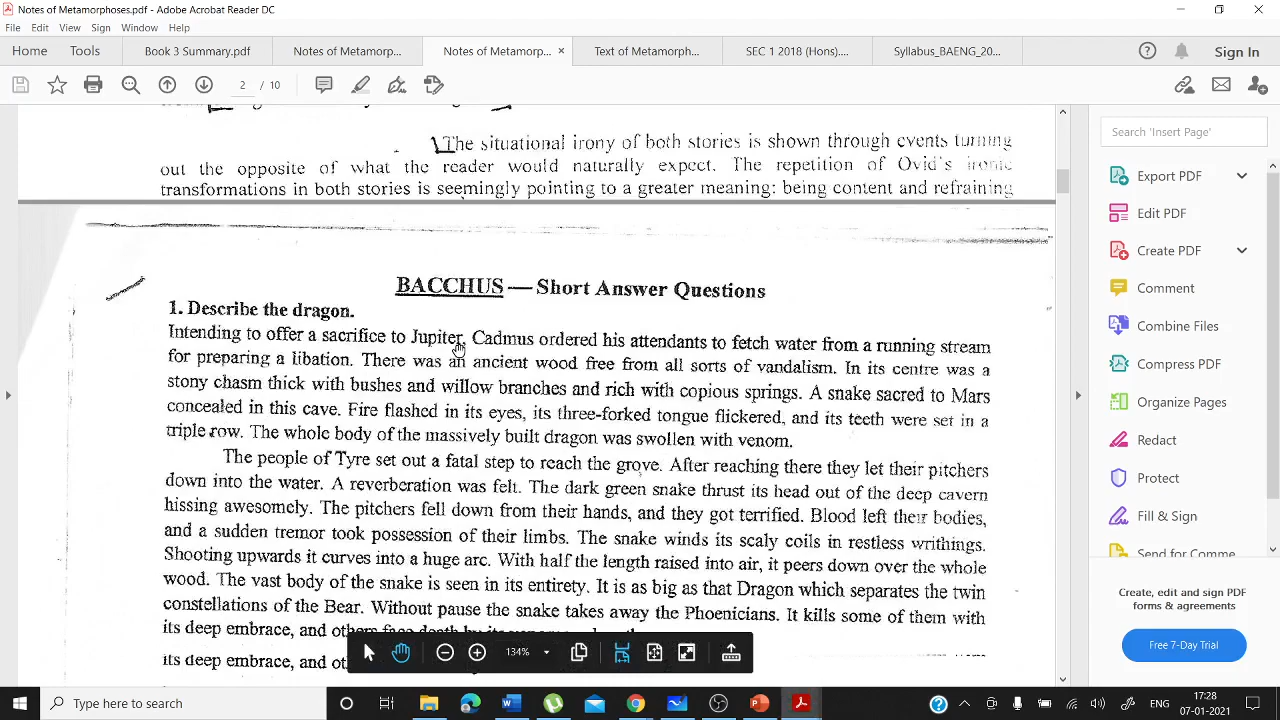 Notes of Metamorphoses.pdf - Adobe Acrobat Reader DC
File Edit View Sign Window Help
Home Tools Book 3 Summary.pdf Notes of Metamorp... Notes of Metamorp... × Text of Metamorph... SEC 1 2018 (Hons).... Syllabus_BAENG_20... Sign In
2 / 10
The situational irony of both stories is shown through events turning
out the opposite of what the reader would naturally expect. The repetition of Ovid's ironic
transformations in both stories is seemingly pointing to a greater meaning: being content and refraining
BACCHUS — Short Answer Questions
1. Describe the dragon.
Intending to offer a sacrifice to Jupiter, Cadmus ordered his attendants to fetch water from a running stream
for preparing a libation. There was an ancient wood free from all sorts of vandalism. In its centre was a
stony chasm thick with bushes and willow branches and rich with copious springs. A snake sacred to Mars
concealed in this cave. Fire flashed in its eyes, its three-forked tongue flickered, and its teeth were set in a
triple row. The whole body of the massively built dragon was swollen with venom.
The people of Tyre set out a fatal step to reach the grove. After reaching there they let their pitchers
down into the water. A reverberation was felt. The dark green snake thrust its head out of the deep cavern
hissing awesomely. The pitchers fell down from their hands, and they got terrified. Blood left their bodies,
and a sudden tremor took possession of their limbs. The snake winds its scaly coils in restless writhings.
Shooting upwards it curves into a huge arc. With half the length raised into air, it peers down over the whole
wood. The vast body of the snake is seen in its entirety. It is as big as that Dragon which separates the twin
constellations of the Bear. Without pause the snake takes away the Phoenicians. It kills some of them with
its deep embrace, and others face death by its
its deep embrace, and ot
134%
Search 'Insert Page'
Export PDF
Edit PDF
Create PDF
Comment
Combine Files
Compress PDF
Organize Pages
Redact
Protect
Fill & Sign
Send for Comme
Create, edit and sign PDF
forms & agreements
Free 7-Day Trial
Type here to search
ENG
17:28
07-01-2021